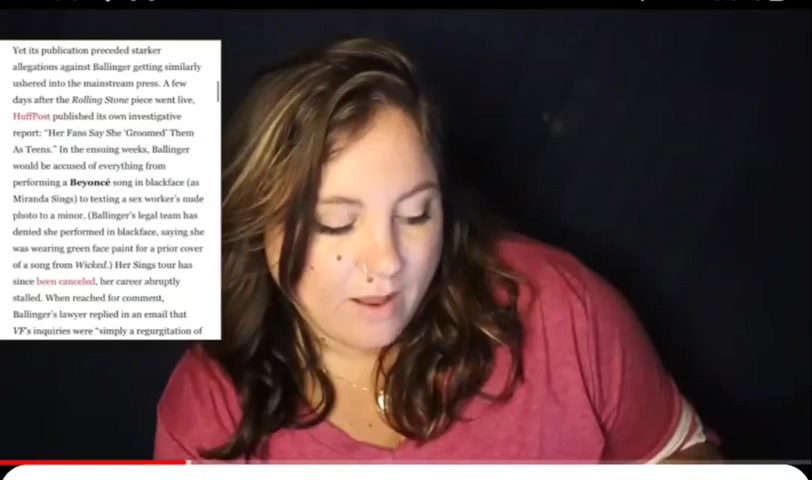 Yet its publication preceded starker
allegations against Ballinger getting similarly
ushered into the mainstream press. A few
days after the Rolling Stone piece went live,
HuffPost published its own investigative
report: “Her Fans Say She ‘Groomed’ Them
As Teens.” In the ensuing weeks, Ballinger
would be accused of everything from
performing a Beyoncé song in blackface (as
Miranda Sings) to texting a sex worker’s nude
photo to a minor. (Ballinger’s legal team has
denied she performed in blackface, saying she
was wearing green face paint for a prior cover
of a song from Wicked.) Her Sings tour has
since been canceled, her career abruptly
stalled. When reached for comment,
Ballinger’s lawyer replied in an email that
VF’s inquiries were “simply a regurgitation of